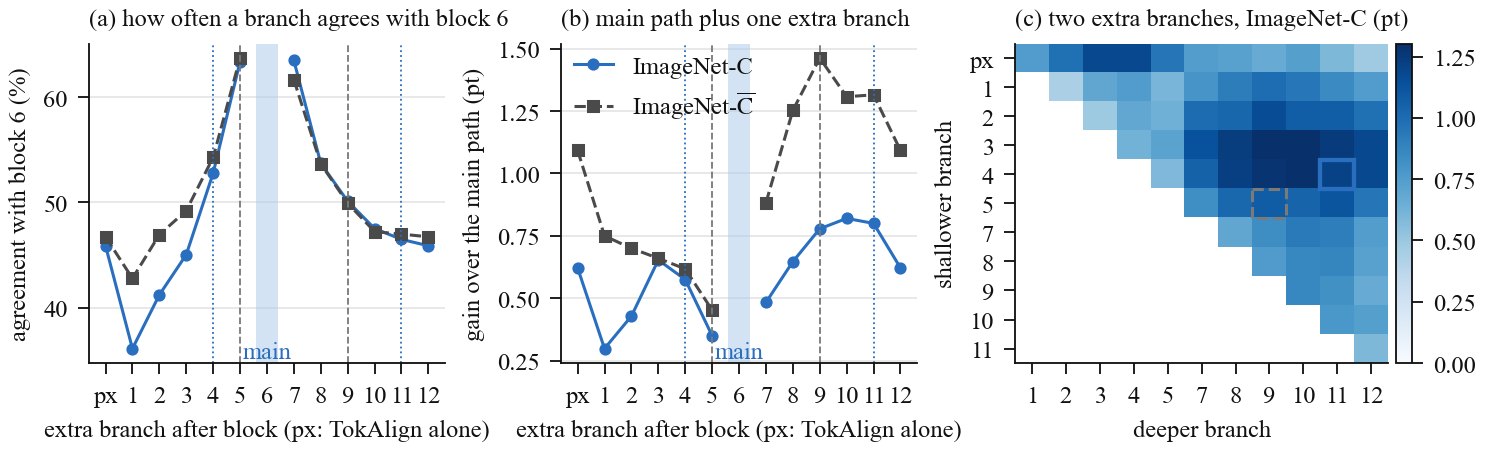 (a) how often a branch agrees with block 6
agreement with block 6 (%)
60
50
40
main
px 1 2 3 4 5 6 7 8 9 10 11 12
extra branch after block (px: TokAlign alone)
(b) main path plus one extra branch
gain over the main path (pt)
1.50
1.25
1.00
0.75
0.50
0.25
ImageNet-C
ImageNet-C̅
main
px 1 2 3 4 5 6 7 8 9 10 11 12
extra branch after block (px: TokAlign alone)
(c) two extra branches, ImageNet-C (pt)
shallower branch
px
1
2
3
4
5
7
8
9
10
11
1 2 3 4 5 7 8 9 10 11 12
deeper branch
1.25
1.00
0.75
0.50
0.25
0.00